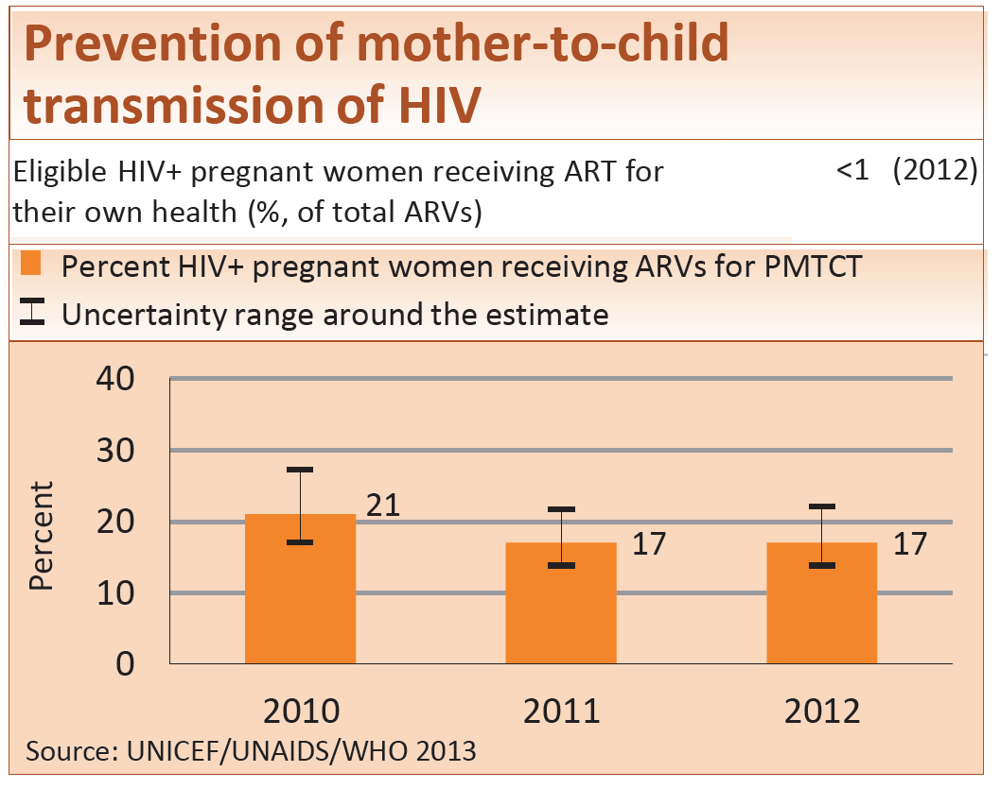 Prevention of mother-to-child
transmission of HIV
Eligible HIV+ pregnant women receiving ART for
their own health (%, of total ARVs)
<1 (2012)
Percent HIV+ pregnant women receiving ARVs for PMTCT
Uncertainty range around the estimate
Percent
40
30
20
10
0
21
17
17
2010
2011
2012
Source: UNICEF/UNAIDS/WHO 2013